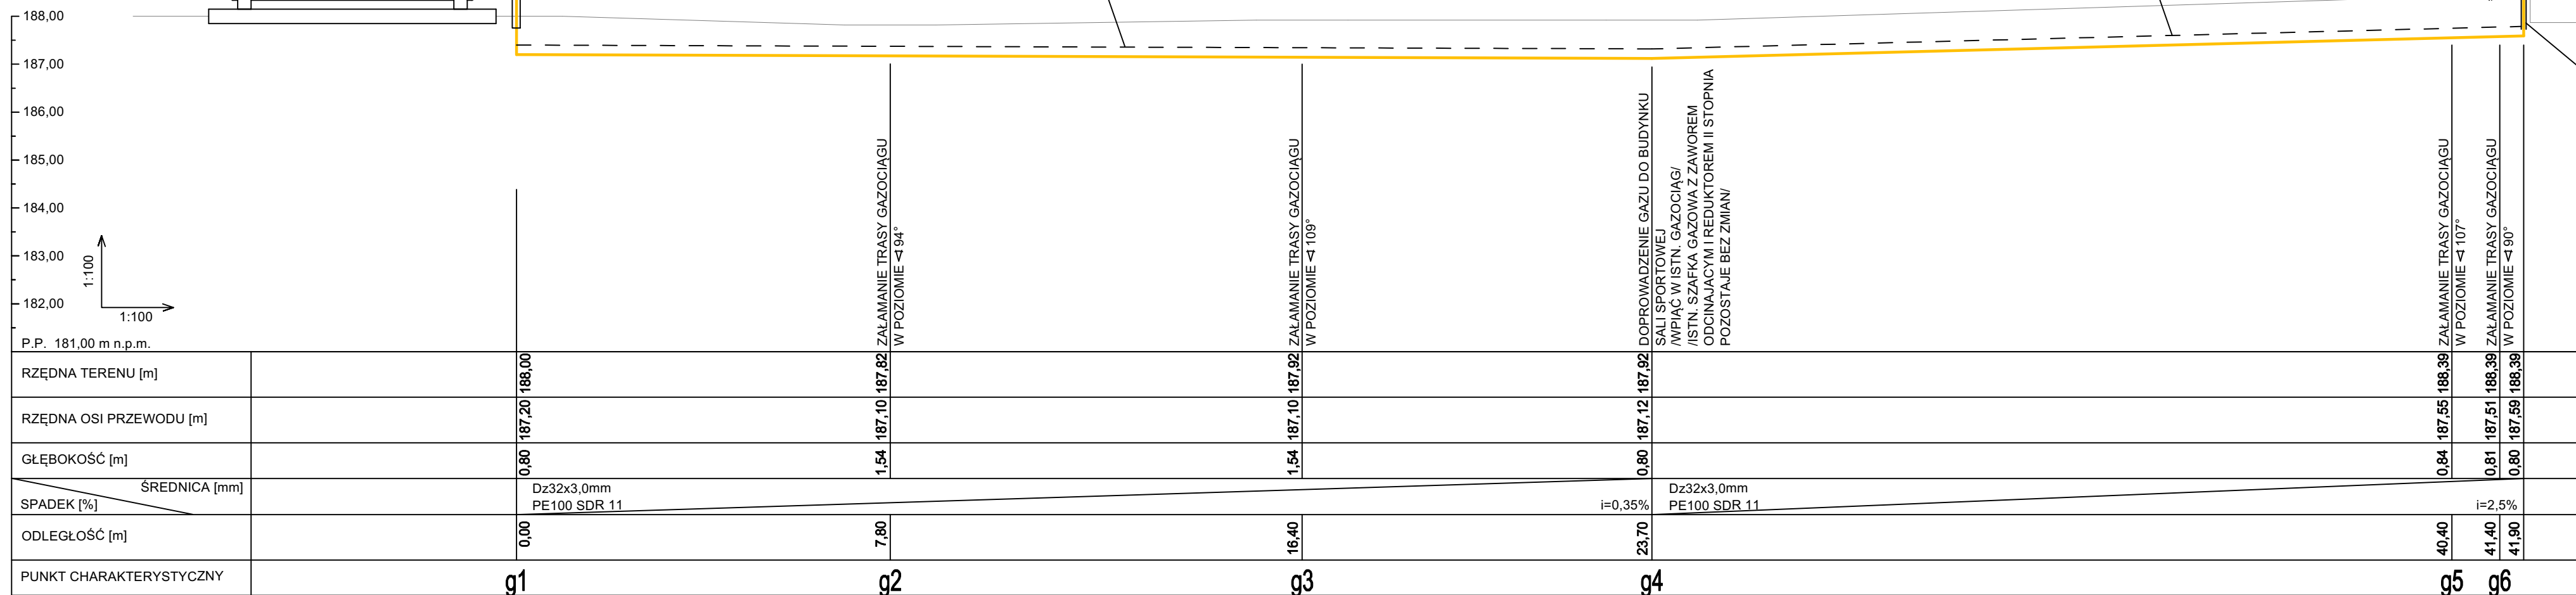 188,00
187,00
186,00
185,00
184,00
183,00
182,00
1:100
1:100
P.P. 181,00 m n.p.m.
ZAŁAMANIE TRASY GAZOCIĄGU
W POZIOMIE ∢ 94°
ZAŁAMANIE TRASY GAZOCIĄGU
W POZIOMIE ∢ 109°
DOPROWADZENIE GAZU DO BUDYNKU
SALI SPORTOWEJ
/WPIĄĆ W ISTN. GAZOCIĄG/
/ISTN. SZAFKA GAZOWA Z ZAWOREM
ODCINAJACYM I REDUKTOREM II STOPNIA
POZOSTAJE BEZ ZMIAN/
ZAŁAMANIE TRASY GAZOCIĄGU
W POZIOMIE ∢ 107°
ZAŁAMANIE TRASY GAZOCIĄGU
W POZIOMIE ∢ 90°
RZĘDNA TERENU [m] 188,00 187,82 187,92 187,92 188,39 188,39 188,39
RZĘDNA OSI PRZEWODU [m] 187,20 187,10 187,10 187,12 187,55 187,51 187,59
GŁĘBOKOŚĆ [m] 0,80 1,54 1,54 0,80 0,84 0,81 0,80
ŚREDNICA [mm] Dz32x3,0mm Dz32x3,0mm
SPADEK [%] PE100 SDR 11 i=0,35% PE100 SDR 11 i=2,5%
ODLEGŁOŚĆ [m] 0,00 7,80 16,40 23,70 40,40 41,40 41,90
PUNKT CHARAKTERYSTYCZNY g1 g2 g3 g4 g5 g6